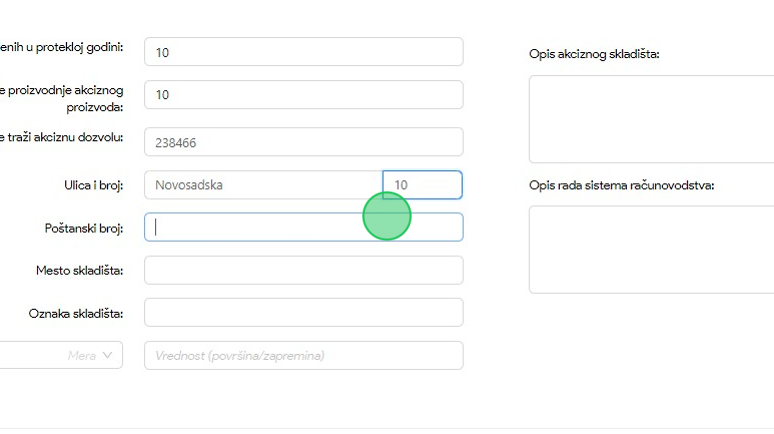 enih u protekloj godini: 10
Opis akciznog skladišta:
e proizvodnje akciznog
proizvoda: 10
e traži akciznu dozvolu: 238466
Ulica i broj: Novosadska 10
Opis rada sistema računovodstva:
Poštanski broj:
Mesto skladišta:
Oznaka skladišta:
Mera Vrednost (površina/zapremina)